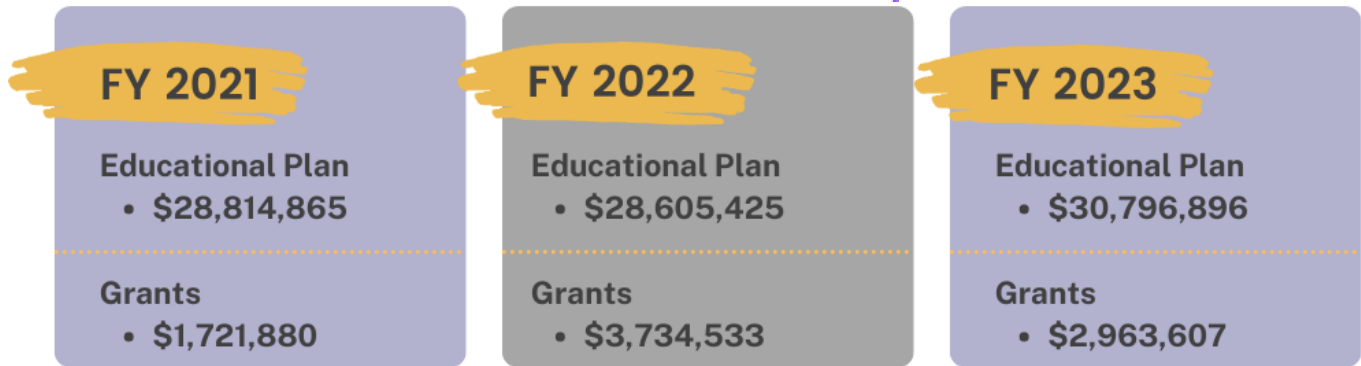 FY 2021
Educational Plan
• $28,814,865
Grants
• $1,721,880
FY 2022
Educational Plan
• $28,605,425
Grants
• $3,734,533
FY 2023
Educational Plan
• $30,796,896
Grants
• $2,963,607